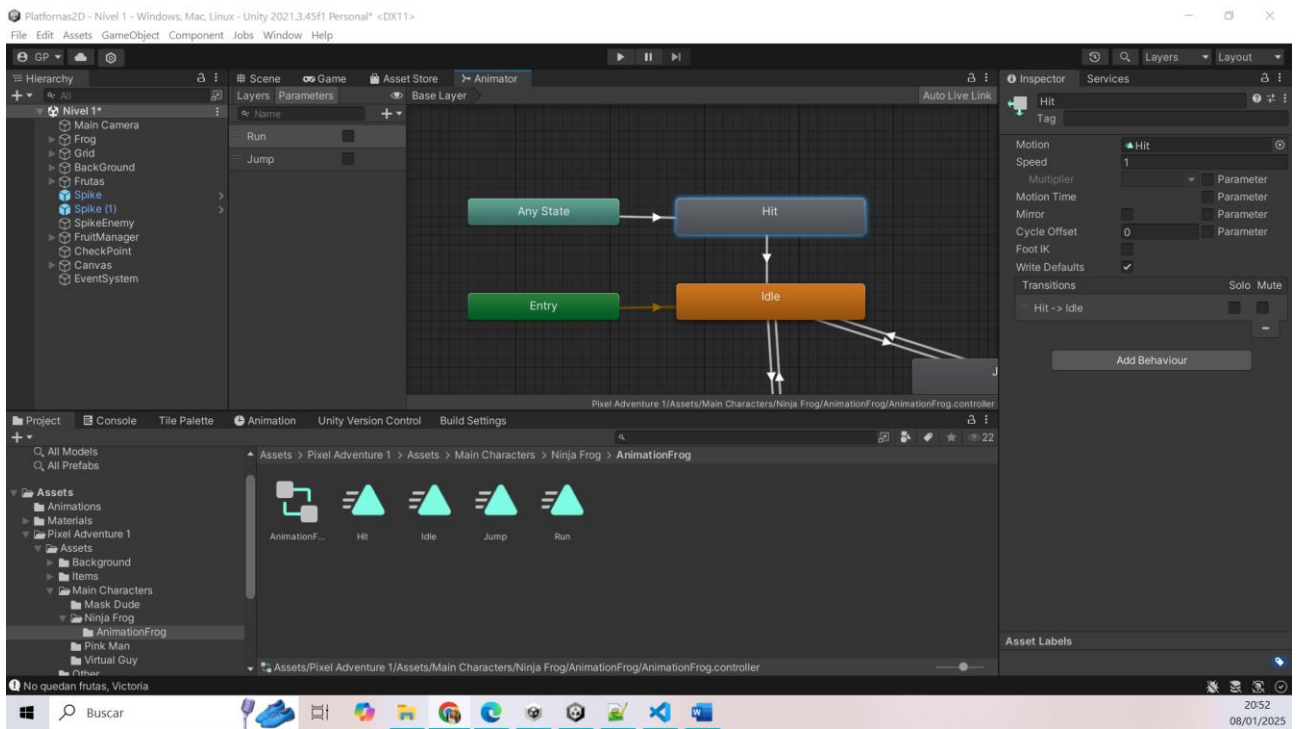 Platfornas2D - Nivel 1 - Windows, Mac, Linux - Unity 2021.3.45f1 Personal* <DX11>
File Edit Assets GameObject Component Jobs Window Help
GP Layers Layout
Hierarchy
All
Nivel 1*
Main Camera
Frog
Grid
BackGround
Frutas
Spike
Spike (1)
SpikeEnemy
FruitManager
CheckPoint
Canvas
EventSystem
Scene Game Asset Store Animator
Layers Parameters Base Layer Auto Live Link
Name
Run
Jump
Any State
Hit
Entry
Idle
J
Pixel Adventure 1/Assets/Main Characters/Ninja Frog/AnimationFrog/AnimationFrog.controller
Inspector Services
Hit
Tag
Motion Hit
Speed 1
Multiplier Parameter
Motion Time Parameter
Mirror Parameter
Cycle Offset 0 Parameter
Foot IK
Write Defaults
Transitions Solo Mute
Hit -> Idle
Add Behaviour
Asset Labels
Project Console Tile Palette Animation Unity Version Control Build Settings
22
All Models
All Prefabs
Assets
Animations
Materials
Pixel Adventure 1
Assets
Background
Items
Main Characters
Mask Dude
Ninja Frog
AnimationFrog
Pink Man
Virtual Guy
Other
Assets > Pixel Adventure 1 > Assets > Main Characters > Ninja Frog > AnimationFrog
AnimationF... Hit Idle Jump Run
Assets/Pixel Adventure 1/Assets/Main Characters/Ninja Frog/AnimationFrog/AnimationFrog.controller
No quedan frutas, Victoria
Buscar
20:52
08/01/2025